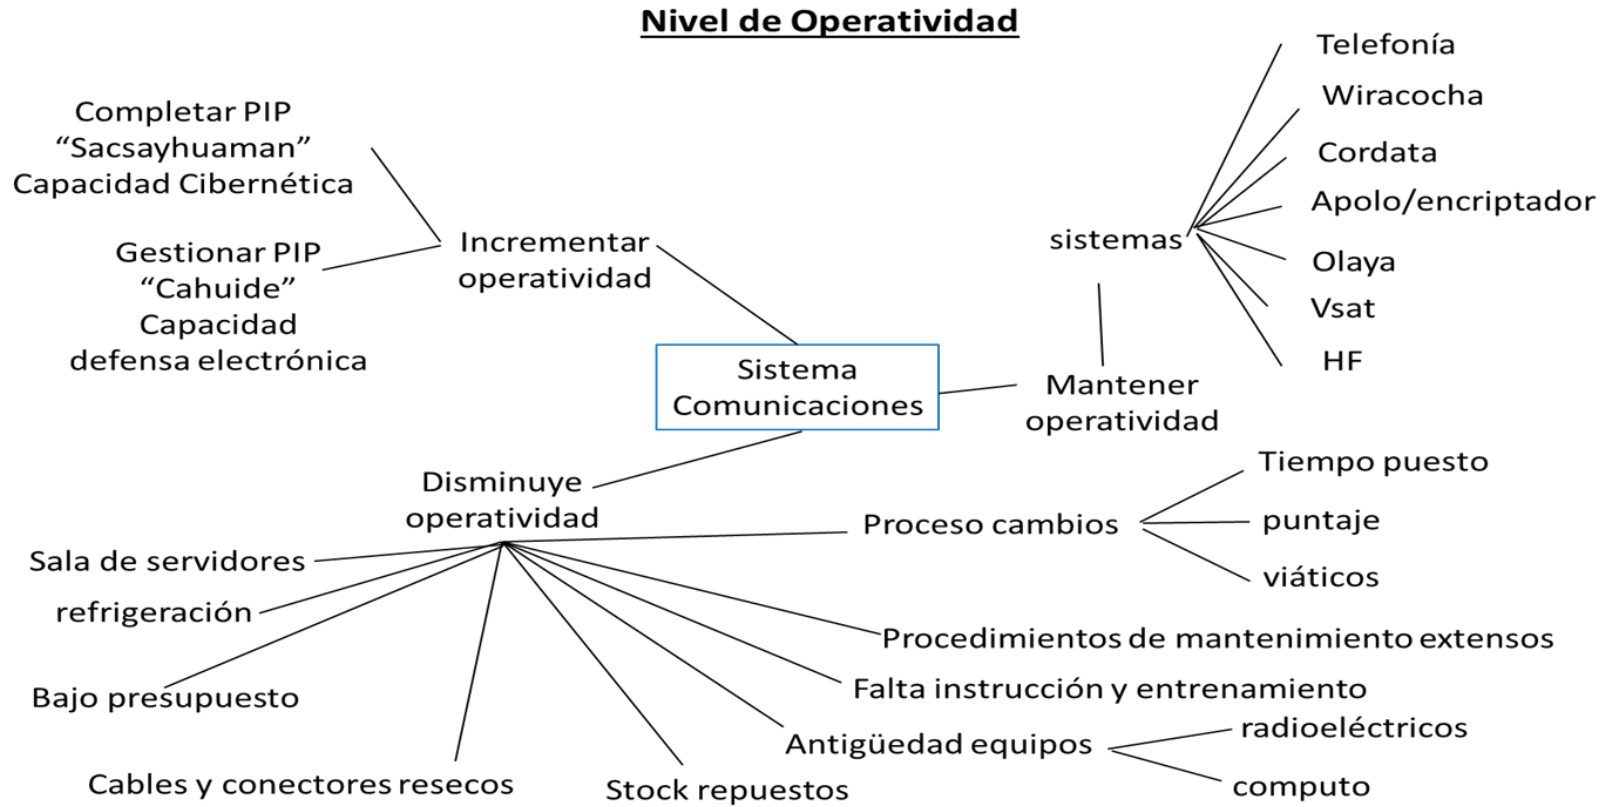 Nivel de Operatividad
Completar PIP
“Sacsayhuaman”
Capacidad Cibernética
Gestionar PIP
“Cahuide”
Capacidad
defensa electrónica
Incrementar
operatividad
sistemas
Telefonía
Wiracocha
Cordata
Apolo/encriptador
Olaya
Vsat
HF
Sistema
Comunicaciones
Mantener
operatividad
Disminuye
operatividad
Proceso cambios
Tiempo puesto
puntaje
viáticos
Sala de servidores
refrigeración
Bajo presupuesto
Cables y conectores resecos
Stock repuestos
Antigüedad equipos
radioeléctricos
computo
Falta instrucción y entrenamiento
Procedimientos de mantenimiento extensos